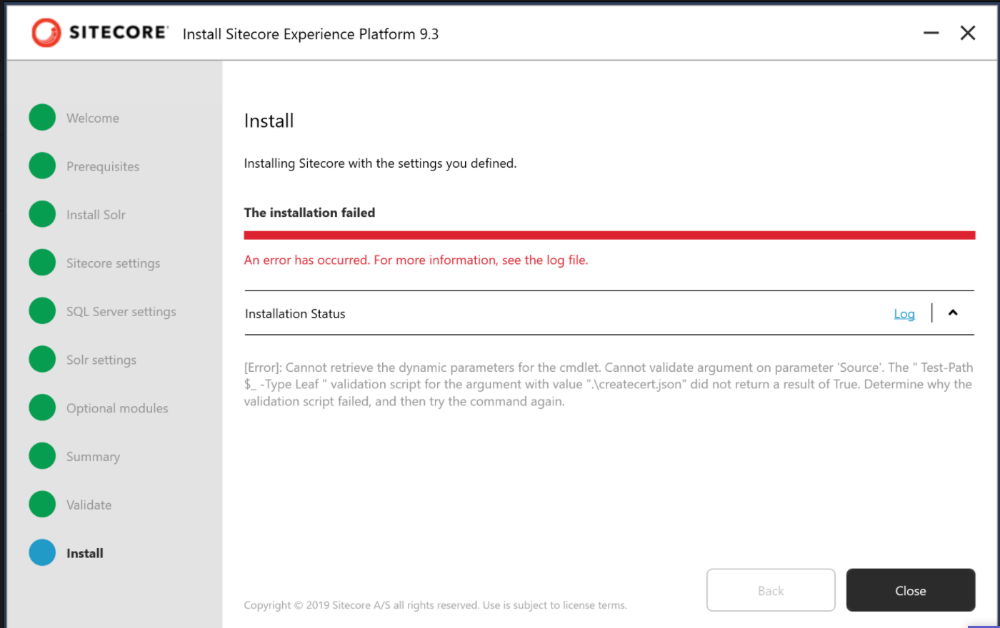 SITECORE Install Sitecore Experience Platform 9.3
Welcome
Prerequisites
Install Solr
Sitecore settings
SQL Server settings
Solr settings
Optional modules
Summary
Validate
Install
Install
Installing Sitecore with the settings you defined.
The installation failed
An error has occurred. For more information, see the log file.
Installation Status Log
[Error]: Cannot retrieve the dynamic parameters for the cmdlet. Cannot validate argument on parameter 'Source'. The " Test-Path
$_ -Type Leaf " validation script for the argument with value ".\createcert.json" did not return a result of True. Determine why the
validation script failed, and then try the command again.
Back Close
Copyright © 2019 Sitecore A/S all rights reserved. Use is subject to license terms.